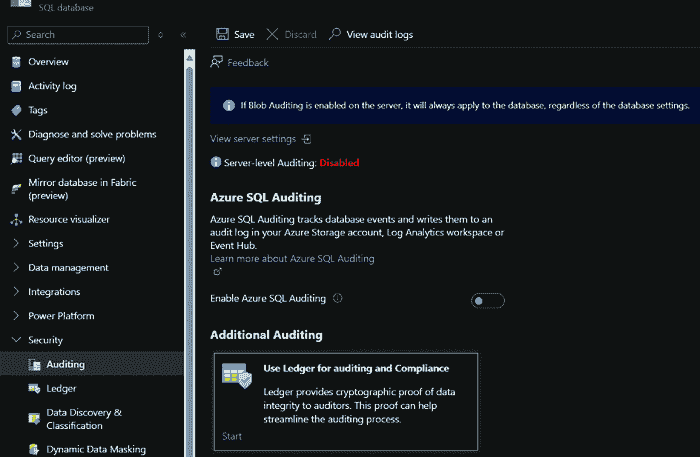 SQL database
Search
Save
Discard
View audit logs
Feedback
Overview
Activity log
Tags
Diagnose and solve problems
Query editor (preview)
Mirror database in Fabric
(preview)
Resource visualizer
Settings
Data management
Integrations
Power Platform
Security
Auditing
Ledger
Data Discovery &
Classification
Dynamic Data Masking
If Blob Auditing is enabled on the server, it will always apply to the database, regardless of the database settings.
View server settings
Server-level Auditing: Disabled
Azure SQL Auditing
Azure SQL Auditing tracks database events and writes them to an
audit log in your Azure Storage account, Log Analytics workspace or
Event Hub.
Learn more about Azure SQL Auditing
Enable Azure SQL Auditing
Additional Auditing
Use Ledger for auditing and Compliance
Ledger provides cryptographic proof of data
integrity to auditors. This proof can help
streamline the auditing process.
Start